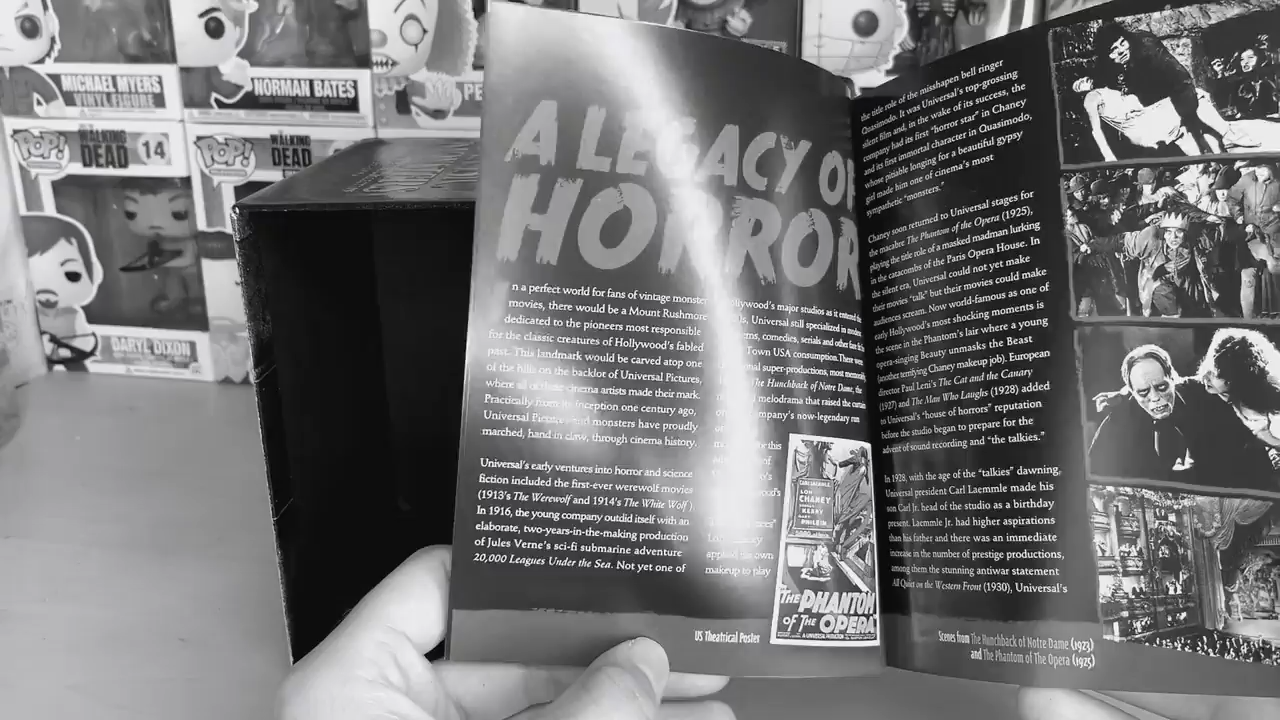 MICHAEL MYERS
VINYL FIGURE
NORMAN BATES
PE
POP!
THE WALKING DEAD
14
POP!
THE WALKING DEAD
DARYL DIXON
A LEGACY OF
HORROR
n a perfect world for fans of vintage monster
movies, there would be a Mount Rushmore
dedicated to the pioneers most responsible
for the classic creatures of Hollywood's fabled
past. This landmark would be carved atop one
of the hills on the backlot of Universal Pictures,
where all of these cinema artists made their mark.
Practically from its inception one century ago,
Universal Pictures and monsters have proudly
marched, hand in claw, through cinema history.
Universal's early ventures into horror and science
fiction included the first-ever werewolf movies
(1913's The Werewolf and 1914's The White Wolf).
In 1916, the young company outdid itself with an
elaborate, two-years-in-the-making production
of Jules Verne's sci-fi submarine adventure
20,000 Leagues Under the Sea. Not yet one of
ollywood's major studios as it entered the
Universal still specialized in modest
comedies, serials and other fan
Town USA consumption. There were
super-productions, most
The Hunchback of Notre Dame, the
melodrama that raised the curtain
company's now-legendary run
this
of
own
makeup to play
CARL LAEMMLE
LON
CHANEY
KERRY
PHILBIN
THE PHANTOM
OF THE OPERA
US Theatrical Poster
the title role of the misshapen bell ringer
Quasimodo. It was Universal's top-grossing
silent film and, in the wake of its success, the
company had its first "horror star" in Chaney
and its first immortal character in Quasimodo,
whose pitiable longing for a beautiful gypsy
girl made him one of cinema's most
sympathetic "monsters."
Chaney soon returned to Universal stages for
the macabre The Phantom of the Opera (1925),
playing the title role of a masked madman lurking
in the catacombs of the Paris Opera House. In
the silent era, Universal could not yet make
their movies "talk" but their movies could make
audiences scream. Now world-famous as one of
early Hollywood's most shocking moments is
the scene in the Phantom's lair where a young
opera-singing Beauty unmasks the Beast
(another terrifying Chaney makeup job). European
director Paul Leni's The Cat and the Canary
(1927) and The Man Who Laughs (1928) added
to Universal's "house of horrors" reputation
before the studio began to prepare for the
advent of sound recording and "the talkies."
In 1928, with the age of the "talkies" dawning,
Universal president Carl Laemmle made his
son Carl Jr. head of the studio as a birthday
present. Laemmle Jr. had higher aspirations
than his father and there was an immediate
increase in the number of prestige productions,
among them the stunning antiwar statement
All Quiet on the Western Front (1930), Universal's
Scenes from The Hunchback of Notre Dame (1923)
and The Phantom of The Opera (1925)